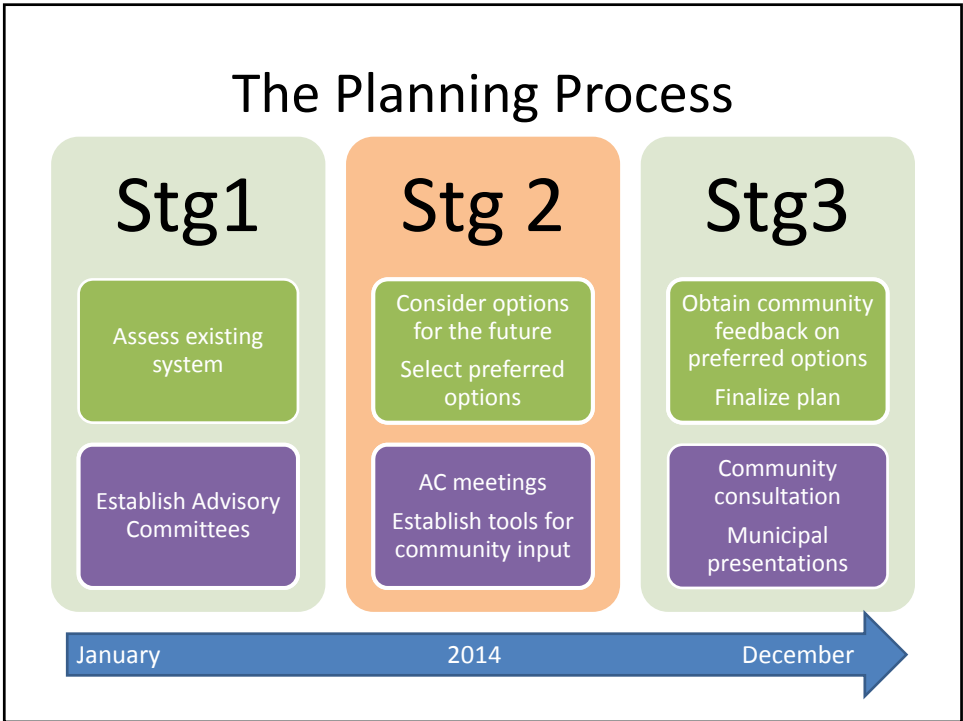 The Planning Process
Stg1
Assess existing
system
Establish Advisory
Committees
Stg 2
Consider options
for the future
Select preferred
options
AC meetings
Establish tools for
community input
Stg3
Obtain community
feedback on
preferred options
Finalize plan
Community
consultation
Municipal
presentations
January 2014 December